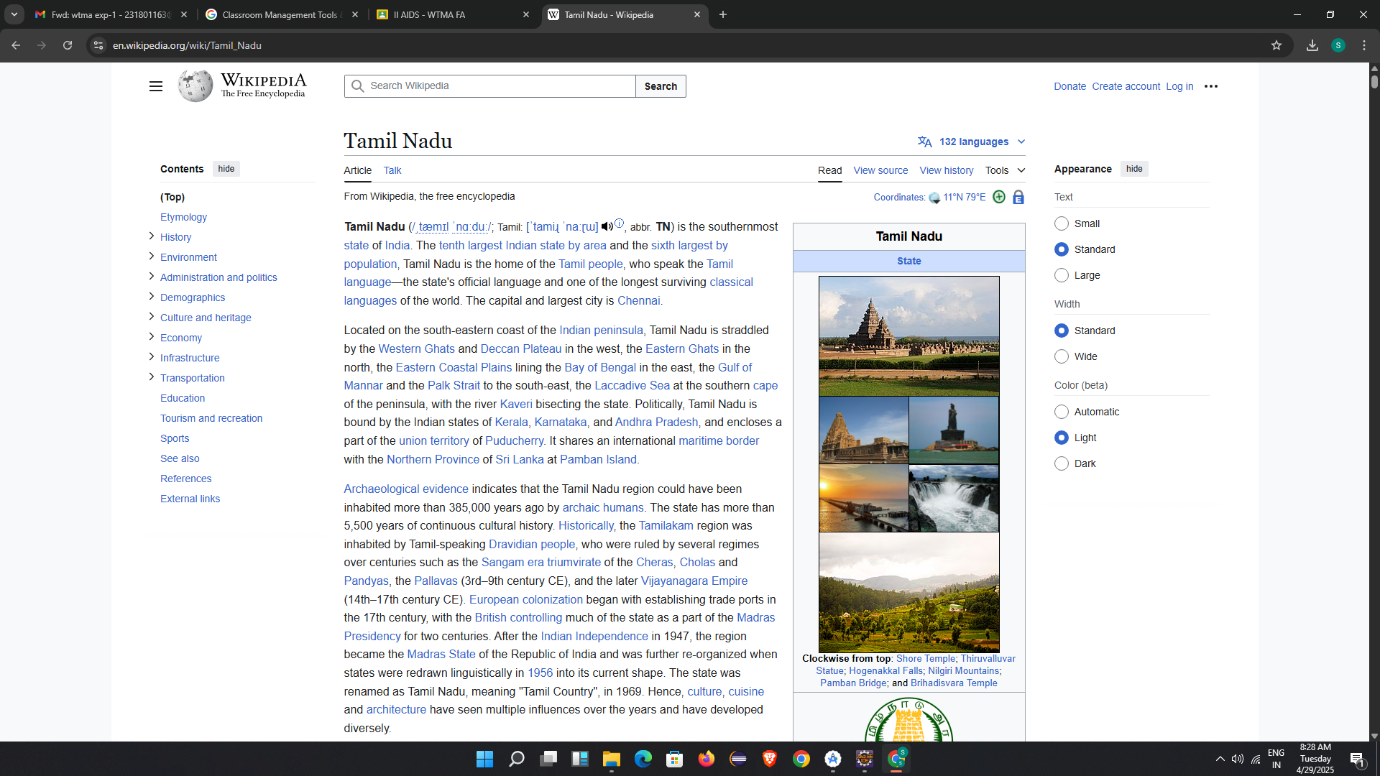 Fwd: wtma exp-1 - 2318011636
Classroom Management Tools
II AIDS - WTMA FA
Tamil Nadu - Wikipedia
en.wikipedia.org/wiki/Tamil_Nadu
S
WIKIPEDIA
The Free Encyclopedia
Search Wikipedia
Search
Donate Create account Log in
Tamil Nadu
132 languages
Article Talk
Read View source View history Tools
From Wikipedia, the free encyclopedia
Coordinates: 11°N 79°E
Contents hide
(Top)
Etymology
History
Environment
Administration and politics
Demographics
Culture and heritage
Economy
Infrastructure
Transportation
Education
Tourism and recreation
Sports
See also
References
External links
Tamil Nadu (/ˌtæmɪl ˈnɑːduː/; Tamil: [ˈtamiɻ ˈnaːɽɯ] ⓘ, abbr. TN) is the southernmost
state of India. The tenth largest Indian state by area and the sixth largest by
population, Tamil Nadu is the home of the Tamil people, who speak the Tamil
language—the state's official language and one of the longest surviving classical
languages of the world. The capital and largest city is Chennai.
Located on the south-eastern coast of the Indian peninsula, Tamil Nadu is straddled
by the Western Ghats and Deccan Plateau in the west, the Eastern Ghats in the
north, the Eastern Coastal Plains lining the Bay of Bengal in the east, the Gulf of
Mannar and the Palk Strait to the south-east, the Laccadive Sea at the southern cape
of the peninsula, with the river Kaveri bisecting the state. Politically, Tamil Nadu is
bound by the Indian states of Kerala, Karnataka, and Andhra Pradesh, and encloses a
part of the union territory of Puducherry. It shares an international maritime border
with the Northern Province of Sri Lanka at Pamban Island.
Archaeological evidence indicates that the Tamil Nadu region could have been
inhabited more than 385,000 years ago by archaic humans. The state has more than
5,500 years of continuous cultural history. Historically, the Tamilakam region was
inhabited by Tamil-speaking Dravidian people, who were ruled by several regimes
over centuries such as the Sangam era triumvirate of the Cheras, Cholas and
Pandyas, the Pallavas (3rd–9th century CE), and the later Vijayanagara Empire
(14th–17th century CE). European colonization began with establishing trade ports in
the 17th century, with the British controlling much of the state as a part of the Madras
Presidency for two centuries. After the Indian Independence in 1947, the region
became the Madras State of the Republic of India and was further re-organized when
states were redrawn linguistically in 1956 into its current shape. The state was
renamed as Tamil Nadu, meaning "Tamil Country", in 1969. Hence, culture, cuisine
and architecture have seen multiple influences over the years and have developed
diversely.
Tamil Nadu
State
Clockwise from top: Shore Temple; Thiruvalluvar
Statue; Hogenakkal Falls; Nilgiri Mountains;
Pamban Bridge; and Brihadisvara Temple
Appearance hide
Text
Small
Standard
Large
Width
Standard
Wide
Color (beta)
Automatic
Light
Dark
ENG
IN
8:28 AM
Tuesday
4/29/2025
1